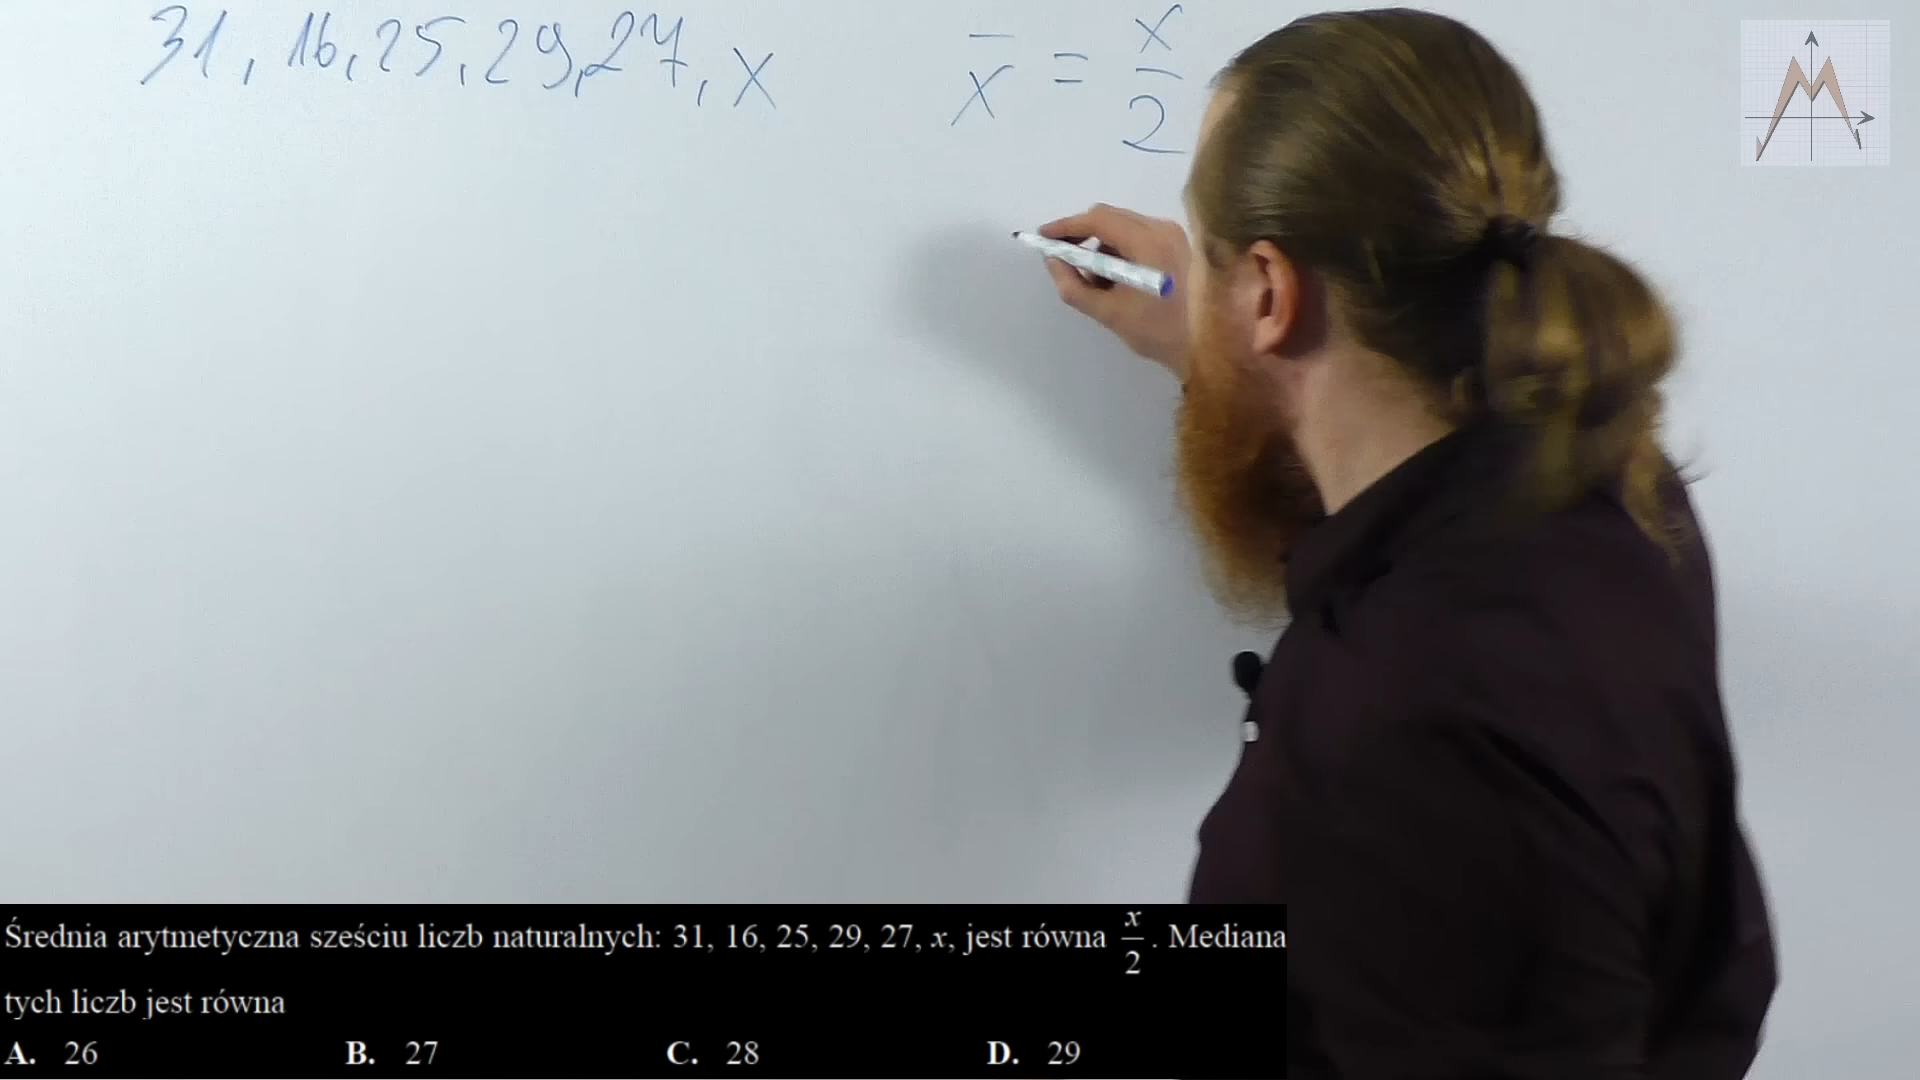 31, 16, 25, 29, 27, x
x̄ = x/2
Średnia arytmetyczna sześciu liczb naturalnych: 31, 16, 25, 29, 27, x, jest równa x/2. Mediana
tych liczb jest równa
A. 26 B. 27 C. 28 D. 29